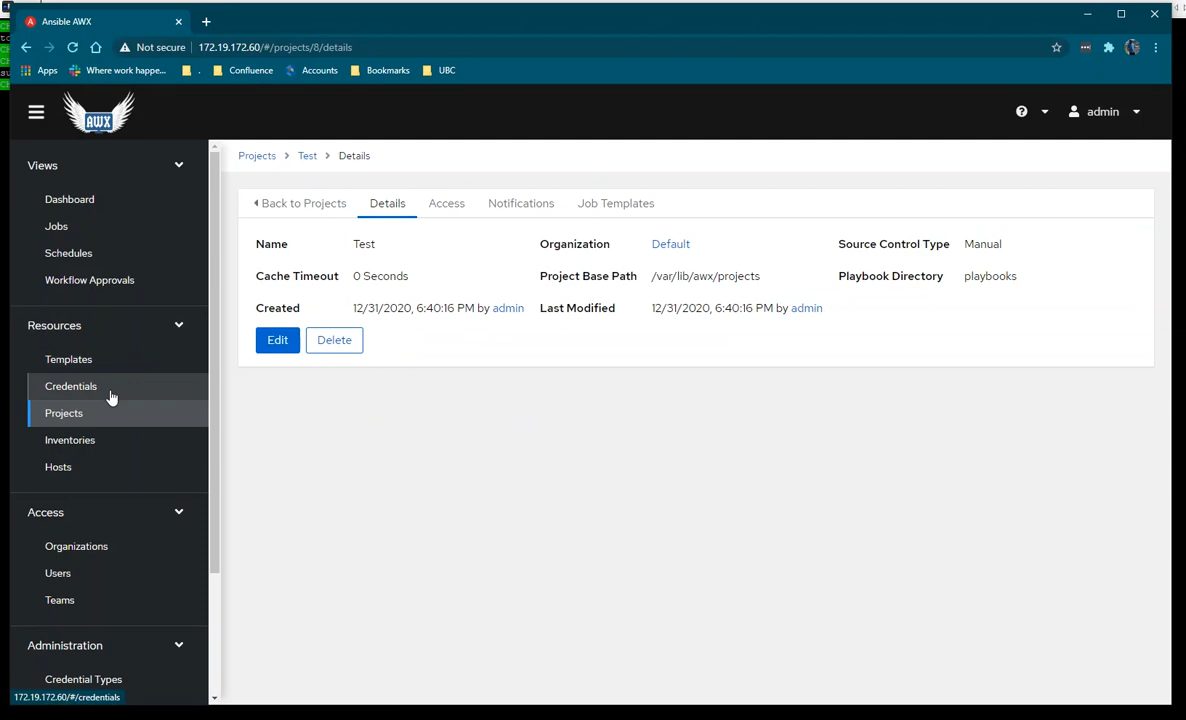 Ansible AWX
Not secure 172.19.172.60/#/projects/8/details
Apps Where work happe... . Confluence Accounts Bookmarks UBC
AWX
admin
Views
Dashboard
Jobs
Schedules
Workflow Approvals
Resources
Templates
Credentials
Projects
Inventories
Hosts
Access
Organizations
Users
Teams
Administration
Credential Types
172.19.172.60/#/credentials
Projects > Test > Details
Back to Projects Details Access Notifications Job Templates
Name Test Organization Default Source Control Type Manual
Cache Timeout 0 Seconds Project Base Path /var/lib/awx/projects Playbook Directory playbooks
Created 12/31/2020, 6:40:16 PM by admin Last Modified 12/31/2020, 6:40:16 PM by admin
Edit Delete